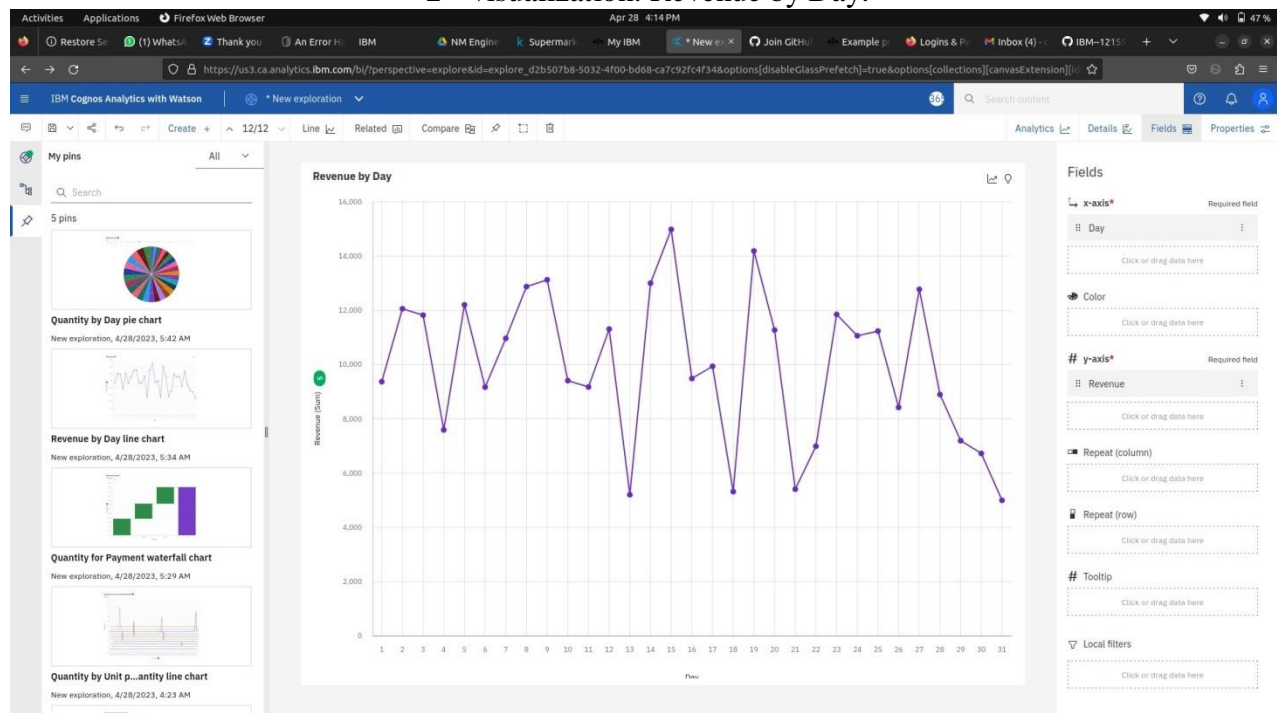 Activities Applications Firefox Web Browser Apr 28 4:14 PM 47 %
Restore Se (1) WhatsA Thank you An Error H IBM NM Engine Supermark My IBM * New ex Join GitHu Example p Logins & P Inbox (4) - IBM-1215
https://us3.ca.analytics.ibm.com/bi/?perspective=explore&id=explore_d2b507b8-5032-4f00-bd68-ca7c92fc4f34&options[disableGlassPrefetch]=true&options[collections][canvasExtension][id
IBM Cognos Analytics with Watson * New exploration Search content
Create + 12/12 Line Related Compare Analytics Details Fields Properties
My pins All
Search
5 pins
Quantity by Day pie chart
New exploration, 4/28/2023, 5:42 AM
Revenue by Day line chart
New exploration, 4/28/2023, 5:34 AM
Quantity for Payment waterfall chart
New exploration, 4/28/2023, 5:29 AM
Quantity by Unit p...antity line chart
New exploration, 4/28/2023, 4:23 AM
Revenue by Day
16,000
14,000
12,000
10,000
8,000
6,000
4,000
2,000
0
Revenue (Sum)
1 2 3 4 5 6 7 8 9 10 11 12 13 14 15 16 17 18 19 20 21 22 23 24 25 26 27 28 29 30 31
Day
Fields
x-axis* Required field
Day
Click or drag data here
Color
Click or drag data here
# y-axis* Required field
Revenue
Click or drag data here
Repeat (column)
Click or drag data here
Repeat (row)
Click or drag data here
# Tooltip
Click or drag data here
Local filters
Click or drag data here